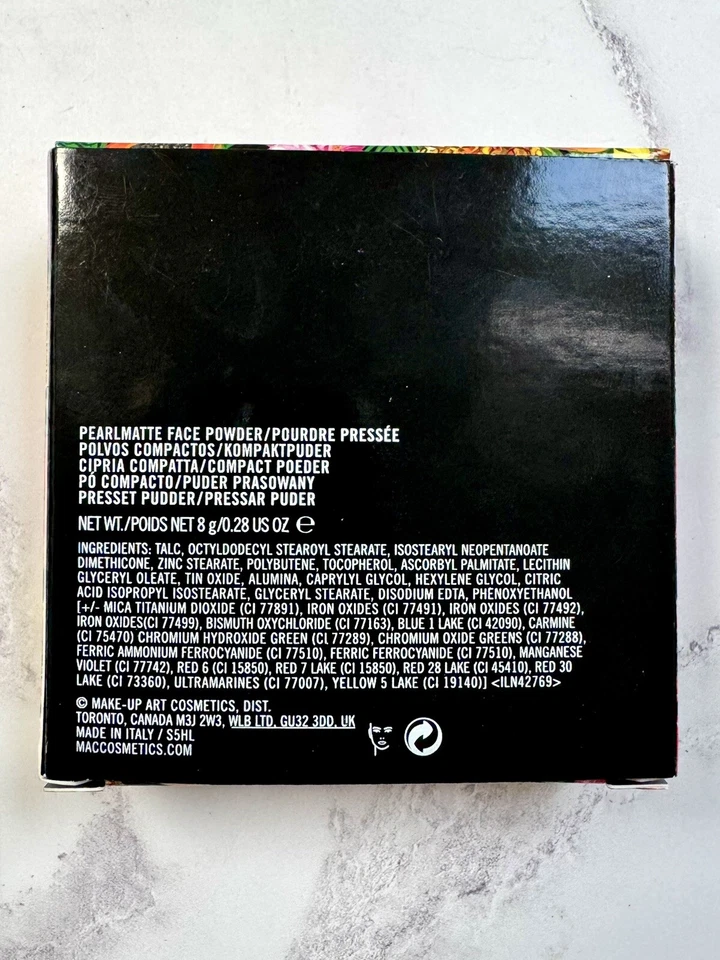 PEARLMATTE FACE POWDER/POURDRE PRESSÉE
POLVOS COMPACTOS/KOMPAKTPUDER
CIPRIA COMPATTA/COMPACT POEDER
PÓ COMPACTO/PUDER PRASOWANY
PRESSET PUDDER/PRESSAR PUDER
NET WT./POIDS NET 8 g/0.28 US OZ ℮
INGREDIENTS: TALC, OCTYLDODECYL STEAROYL STEARATE, ISOSTEARYL NEOPENTANOATE
DIMETHICONE, ZINC STEARATE, POLYBUTENE, TOCOPHEROL, ASCORBYL PALMITATE, LECITHIN
GLYCERYL OLEATE, TIN OXIDE, ALUMINA, CAPRYLYL GLYCOL, HEXYLENE GLYCOL, CITRIC
ACID ISOPROPYL ISOSTEARATE, GLYCERYL STEARATE, DISODIUM EDTA, PHENOXYETHANOL
[+/- MICA TITANIUM DIOXIDE (CI 77891), IRON OXIDES (CI 77491), IRON OXIDES (CI 77492),
IRON OXIDES(CI 77499), BISMUTH OXYCHLORIDE (CI 77163), BLUE 1 LAKE (CI 42090), CARMINE
(CI 75470) CHROMIUM HYDROXIDE GREEN (CI 77289), CHROMIUM OXIDE GREENS (CI 77288),
FERRIC AMMONIUM FERROCYANIDE (CI 77510), FERRIC FERROCYANIDE (CI 77510), MANGANESE
VIOLET (CI 77742), RED 6 (CI 15850), RED 7 LAKE (CI 15850), RED 28 LAKE (CI 45410), RED 30
LAKE (CI 73360), ULTRAMARINES (CI 77007), YELLOW 5 LAKE (CI 19140)] <ILN42769>
© MAKE-UP ART COSMETICS, DIST.
TORONTO, CANADA M3J 2W3, WLB LTD. GU32 3DD. UK
MADE IN ITALY / S5HL
MACCOSMETICS.COM